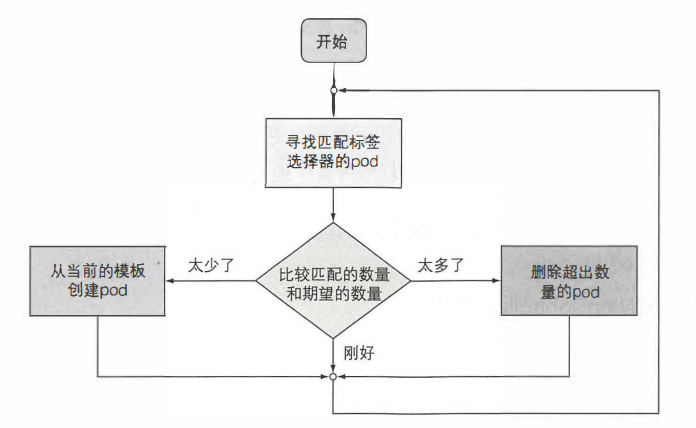 开始
寻找匹配标签
选择器的pod
太少了
太多了
从当前的模板
创建pod
比较匹配的数量
和期望的数量
删除超出数
量的pod
刚好